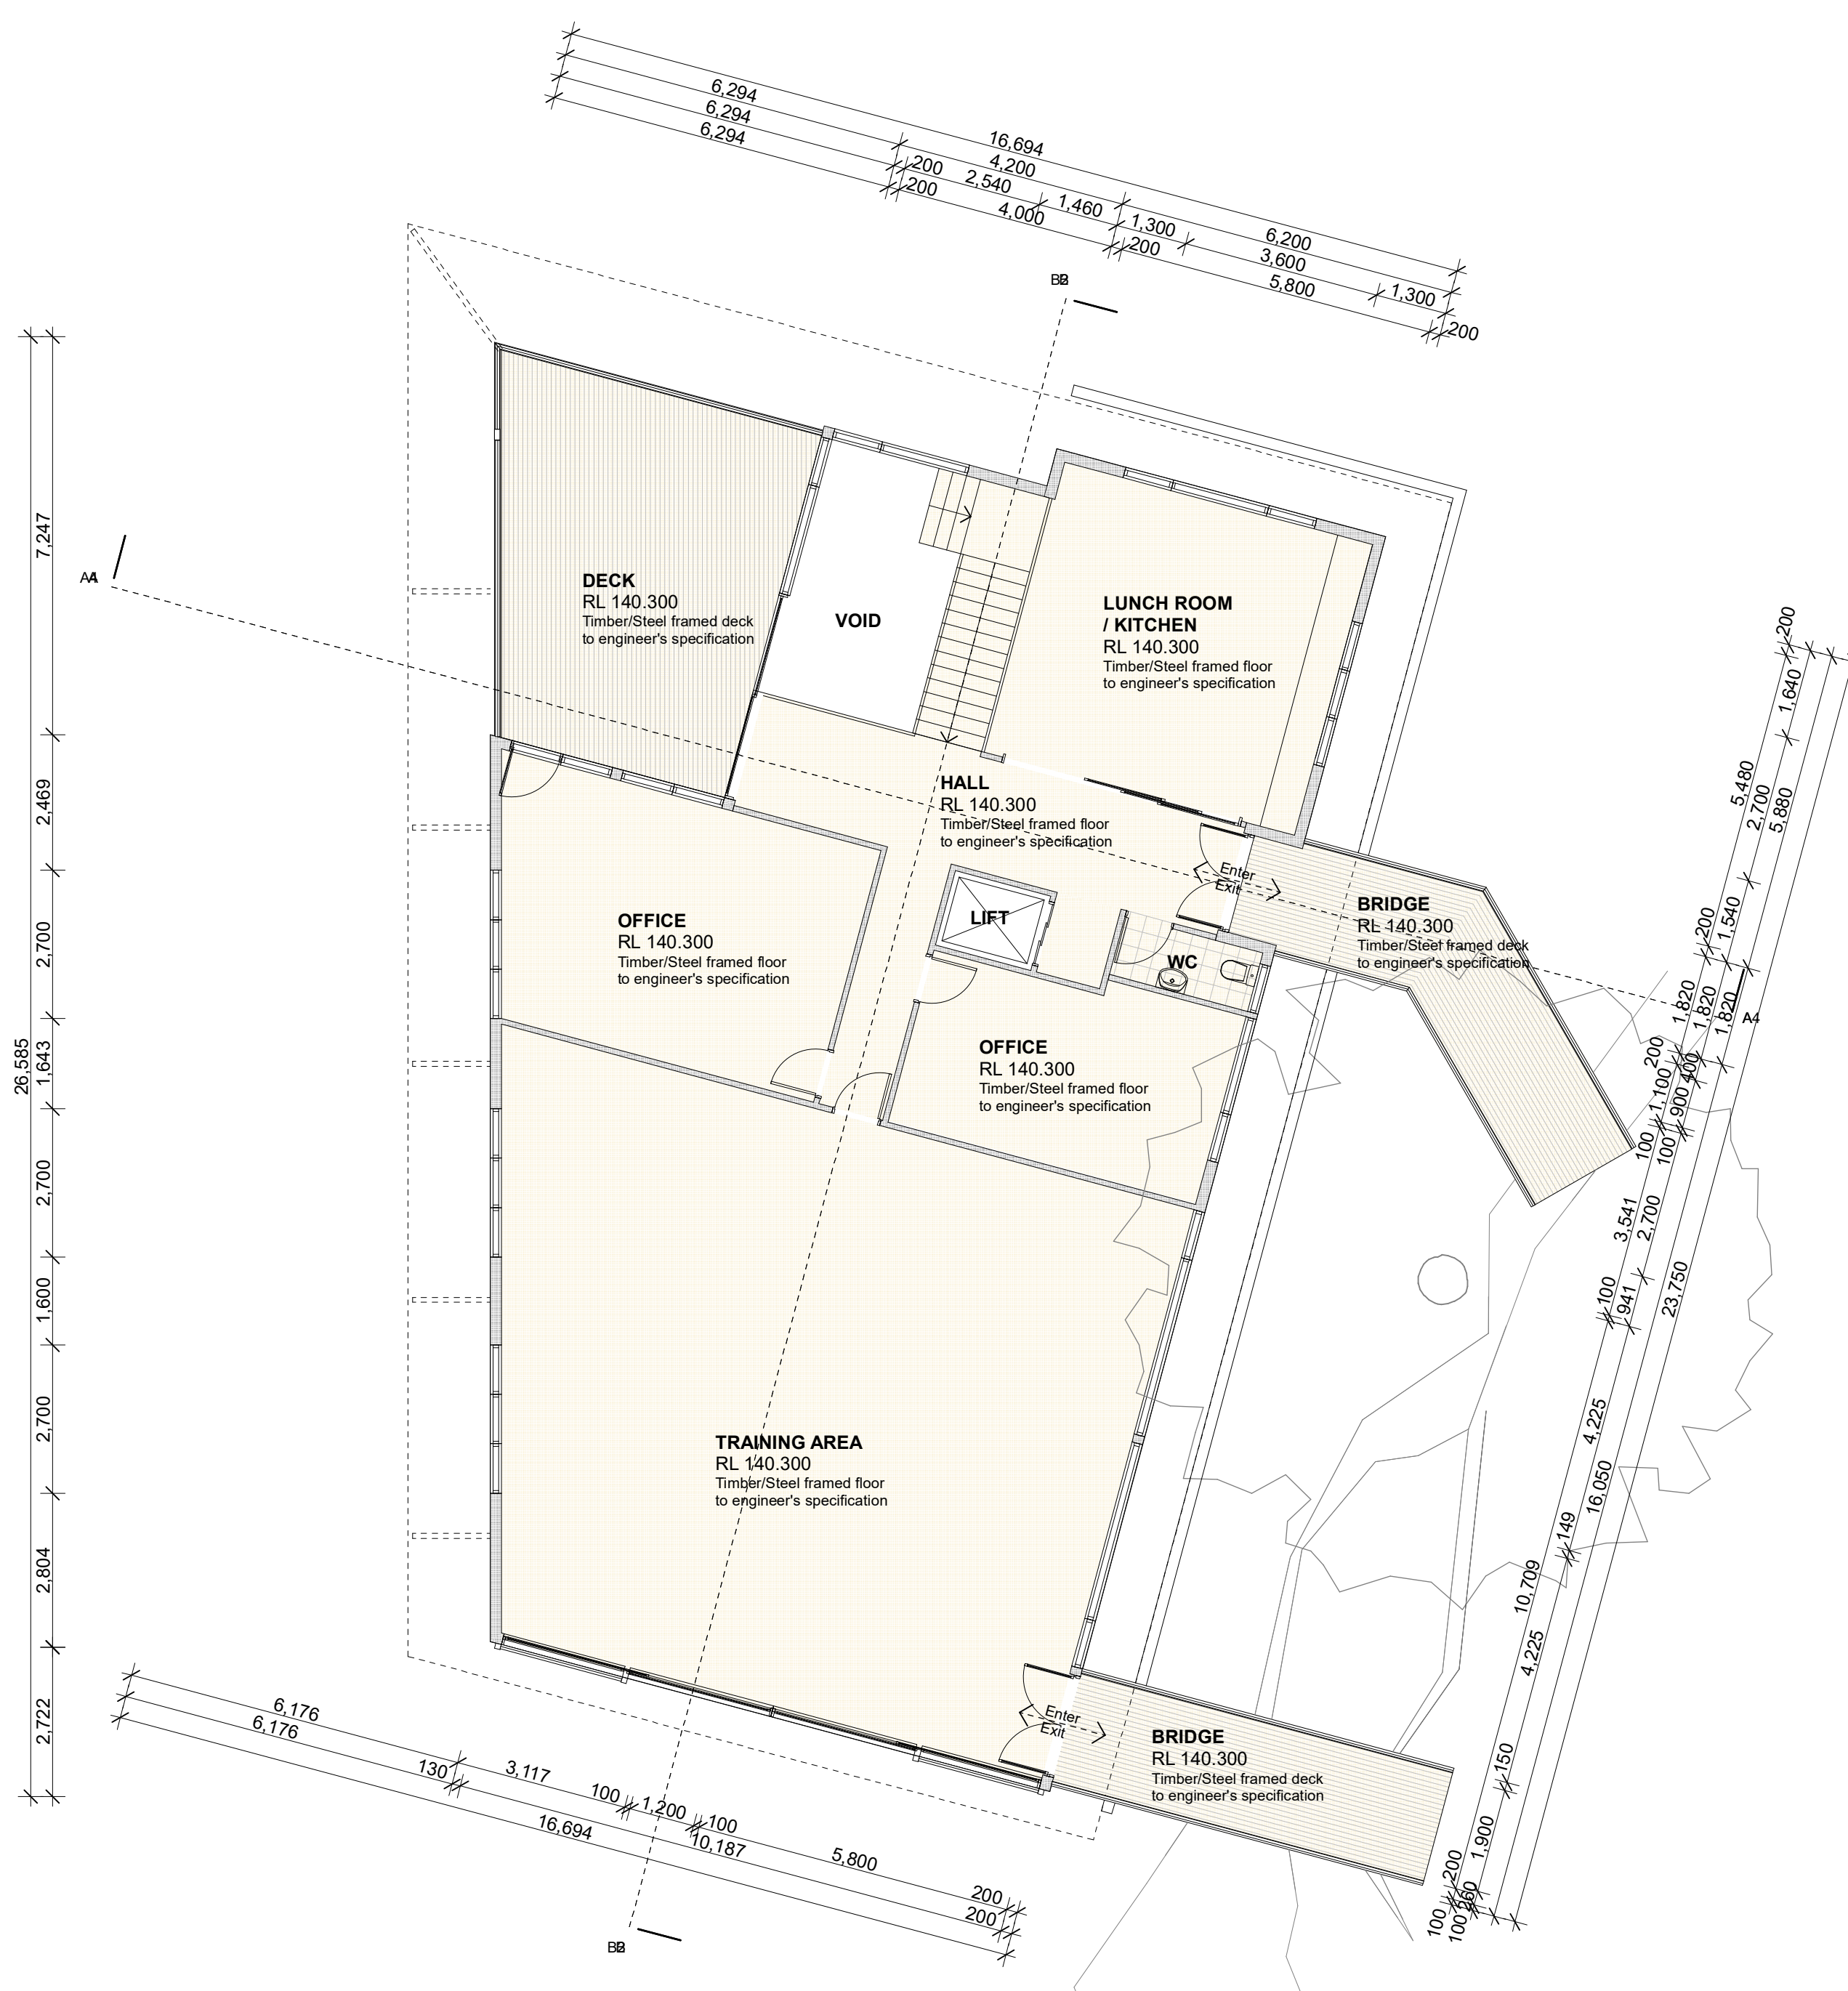 6,294
16,694
6,294
4,200
6,294
200
2,540
6,200
200
1,460
4,000
1,300
3,600
200
5,800
1,300
200
7,247
2,469
2,700
1,643
26,585
2,700
1,600
2,700
2,804
2,722
DECK
RL 140.300
Timber/Steel framed deck
to engineer's specification
VOID
LUNCH ROOM
/ KITCHEN
RL 140.300
Timber/Steel framed floor
to engineer's specification
HALL
RL 140.300
Timber/Steel framed floor
to engineer's specification
Enter
Exit
BRIDGE
RL 140.300
Timber/Steel framed deck
to engineer's specification
OFFICE
RL 140.300
Timber/Steel framed floor
to engineer's specification
LIFT
WC
A4
OFFICE
RL 140.300
Timber/Steel framed floor
to engineer's specification
TRAINING AREA
RL 140.300
Timber/Steel framed floor
to engineer's specification
Enter
Exit
BRIDGE
RL 140.300
Timber/Steel framed deck
to engineer's specification
200
1,640
5,480
2,700
5,880
200
1,540
1,820
1,820
1,820
200
400
1,100
900
100
100
3,541
2,700
100
941
23,750
4,225
16,050
149
10,709
4,225
150
1,900
200
260
100
100
6,176
6,176
130
3,117
100
1,200
100
16,694
10,187
5,800
200
200